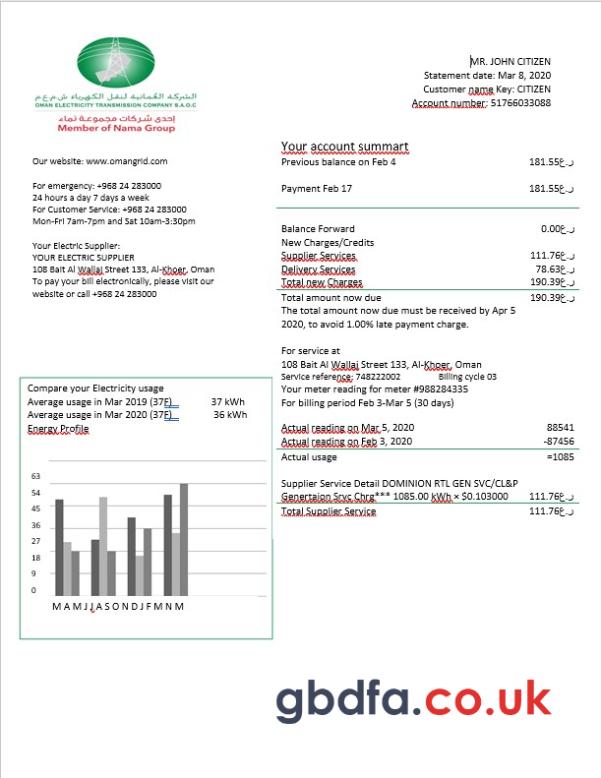 الشركة العُمانية لنقل الكهرباء ش.م.ع.م
OMAN ELECTRICITY TRANSMISSION COMPANY S.A.O.C
إحدى شركات مجموعة نماء
Member of Nama Group
MR. JOHN CITIZEN
Statement date: Mar 8, 2020
Customer name Key: CITIZEN
Account number: 51766033088
Our website: www.omangrid.com
For emergency: +968 24 283000
24 hours a day 7 days a week
For Customer Service: +968 24 283000
Mon-Fri 7am-7pm and Sat 10am-3:30pm
Your Electric Supplier:
YOUR ELECTRIC SUPPLIER
108 Bait Al Wallaj Street 133, Al-Khoer, Oman
To pay your bill electronically, please visit our
website or call +968 24 283000
Compare your Electricity usage
Average usage in Mar 2019 (37F) 37 kWh
Average usage in Mar 2020 (37F) 36 kWh
Energy Profile
63
54
45
36
27
18
9
0
M A M J J A S O N D J F M N M
Your account summart
Previous balance on Feb 4 181.55ر.ع
Payment Feb 17 181.55ر.ع
Balance Forward 0.00ر.ع
New Charges/Credits
Supplier Services 111.76ر.ع
Delivery Services 78.63ر.ع
Total new Charges 190.39ر.ع
Total amount now due 190.39ر.ع
The total amount now due must be received by Apr 5
2020, to avoid 1.00% late payment charge.
For service at
108 Bait Al Wallaj Street 133, Al-Khoer, Oman
Service reference: 748222002 Billing cycle 03
Your meter reading for meter #988284335
For billing period Feb 3-Mar 5 (30 days)
Actual reading on Mar 5, 2020 88541
Actual reading on Feb 3, 2020 -87456
Actual usage =1085
Supplier Service Detail DOMINION RTL GEN SVC/CL&P
Genertaion Srvc Chrg*** 1085.00 kWh × $0.103000 111.76ر.ع
Total Supplier Service 111.76ر.ع
gbdfa.co.uk